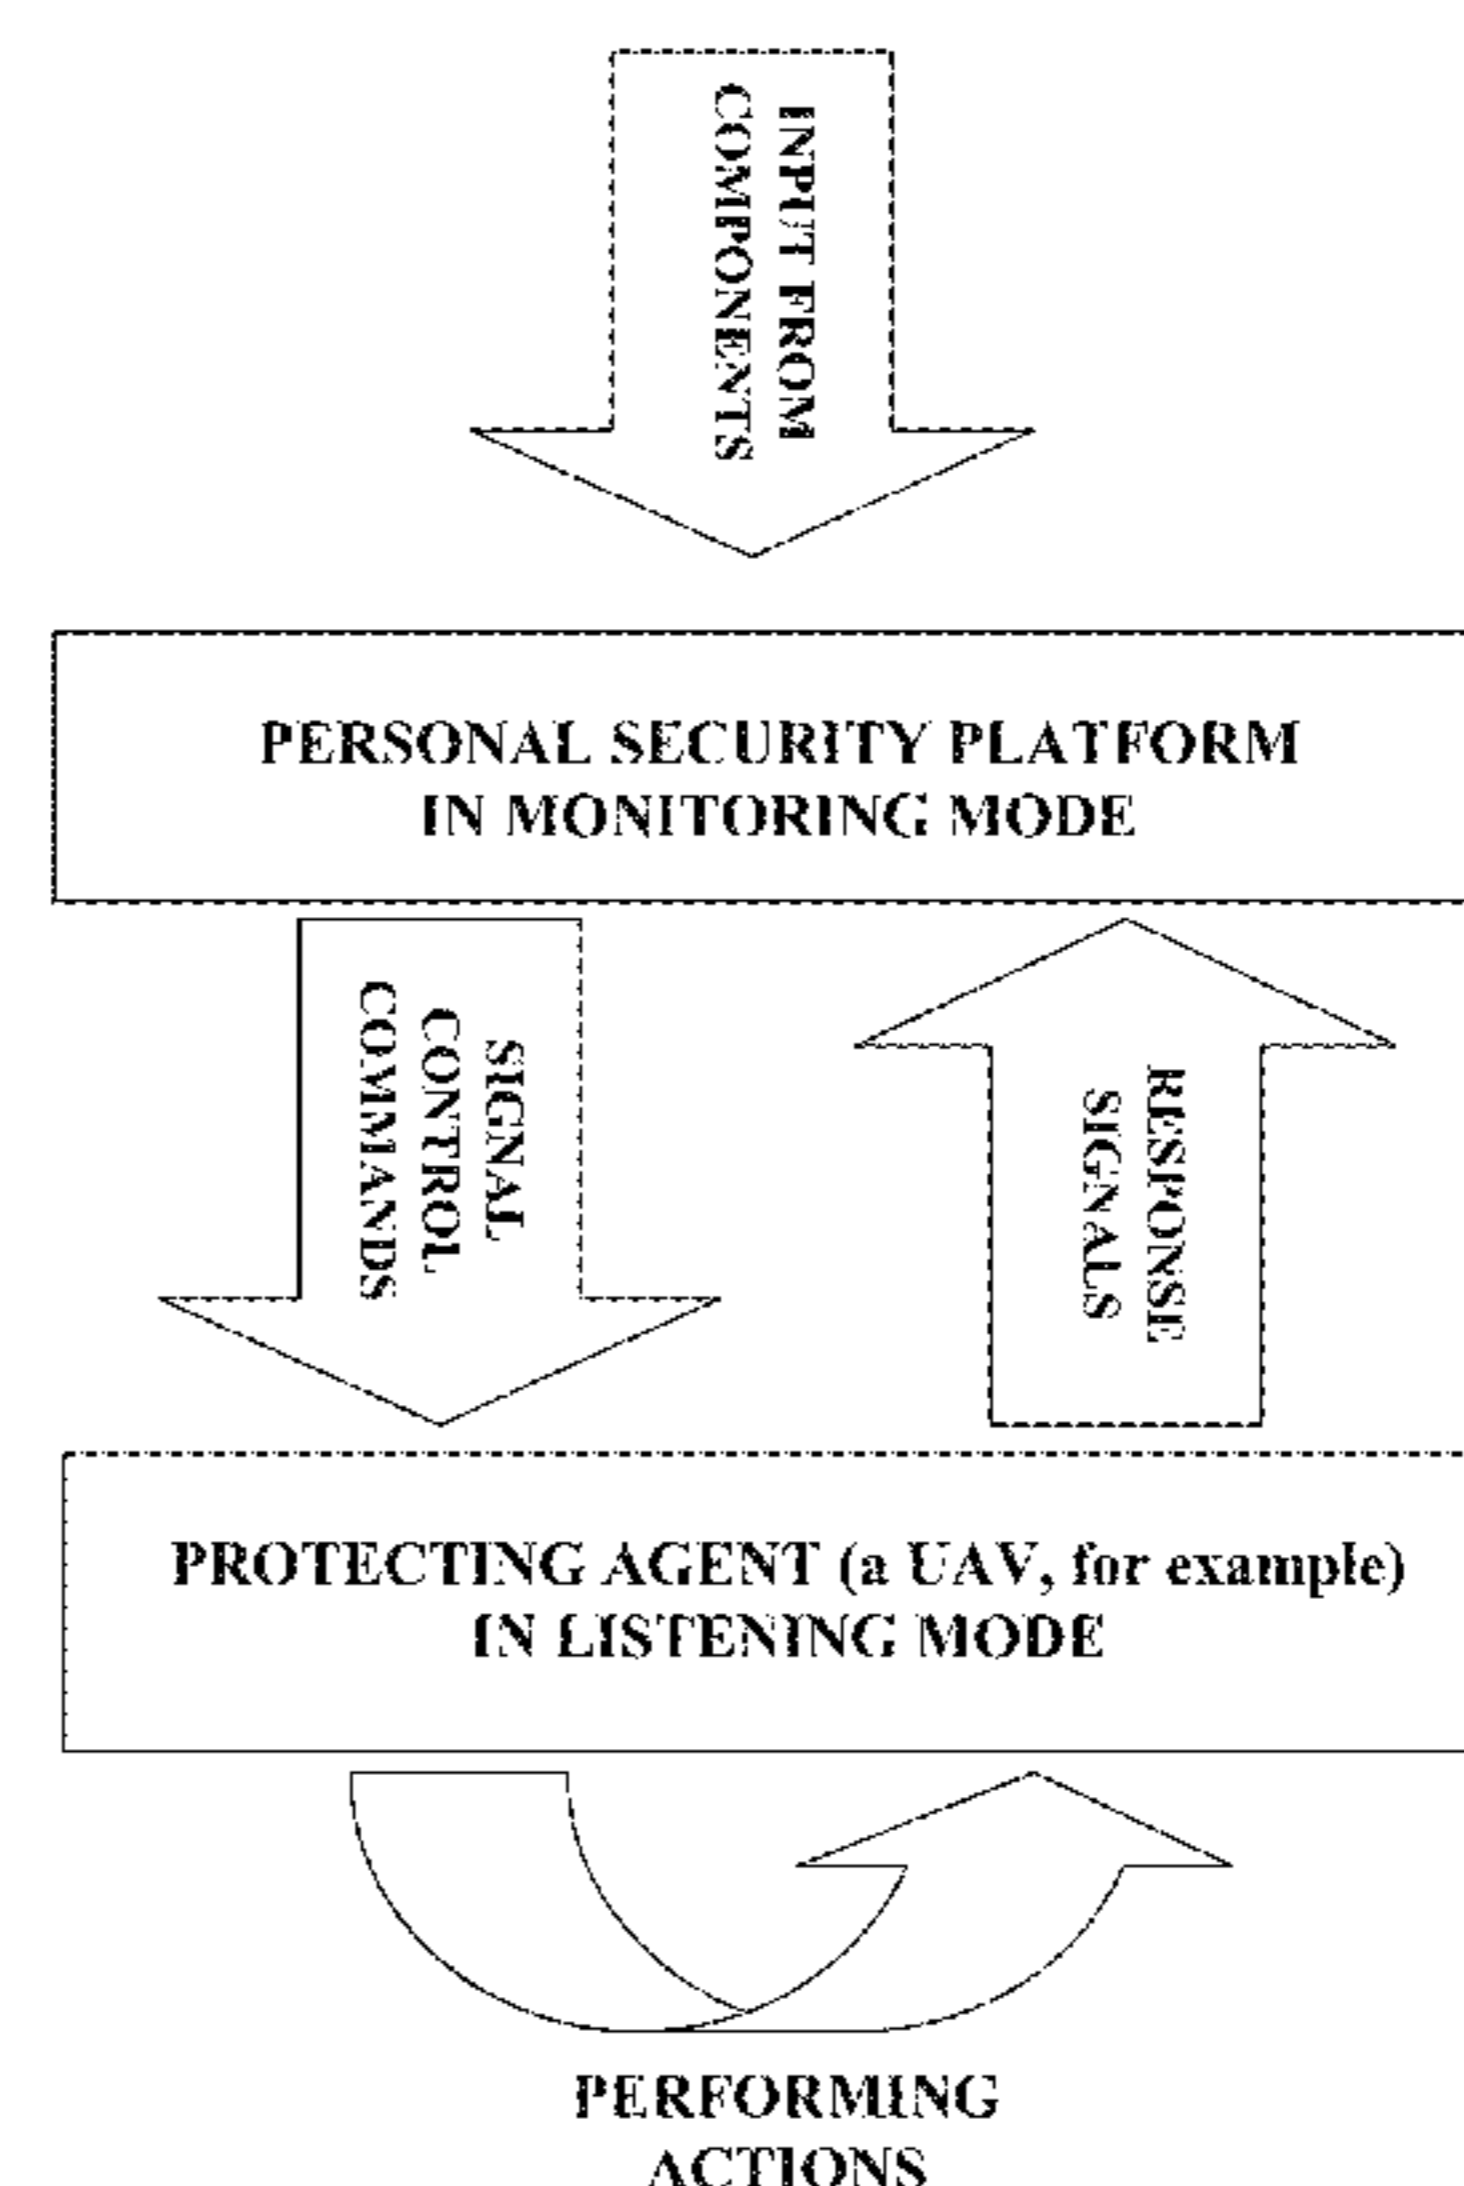 INPUT FROM
COMPONENTS
PERSONAL SECURITY PLATFORM
IN MONITORING MODE
SIGNAL
CONTROL
COMMANDS
RESPONSE
SIGNALS
PROTECTING AGENT (a UAV, for example)
IN LISTENING MODE
PERFORMING
ACTIONS